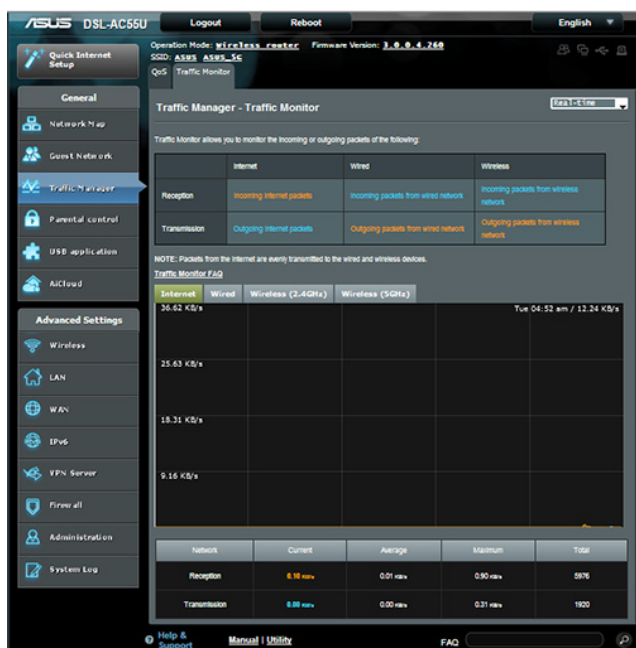 ASUS DSL-AC55U Logout Reboot English
Quick Internet Setup
Operation Mode: Wireless router Firmware Version: 3.0.0.4.260
SSID: ASUS ASUS_5G
QoS Traffic Monitor
General
Network Map
Guest Network
Traffic Manager
Parental control
USB application
AiCloud
Advanced Settings
Wireless
LAN
WAN
IPv6
VPN Server
Firewall
Administration
System Log
Traffic Manager - Traffic Monitor Real-time
Traffic Monitor allows you to monitor the incoming or outgoing packets of the following:
Internet Wired Wireless
Reception Incoming internet packets Incoming packets from wired network Incoming packets from wireless network
Transmission Outgoing internet packets Outgoing packets from wired network Outgoing packets from wireless network
NOTE: Packets from the Internet are evenly transmitted to the wired and wireless devices.
Traffic Monitor FAQ
Internet Wired Wireless (2.4GHz) Wireless (5GHz)
36.62 KB/s Tue 04:52 am / 12.24 KB/s
25.63 KB/s
18.31 KB/s
9.16 KB/s
Network Current Average Maximum Total
Reception 0.10 KB/s 0.01 KB/s 0.90 KB/s 5976
Transmission 0.00 KB/s 0.00 KB/s 0.31 KB/s 1920
Help & Support Manual | Utility FAQ